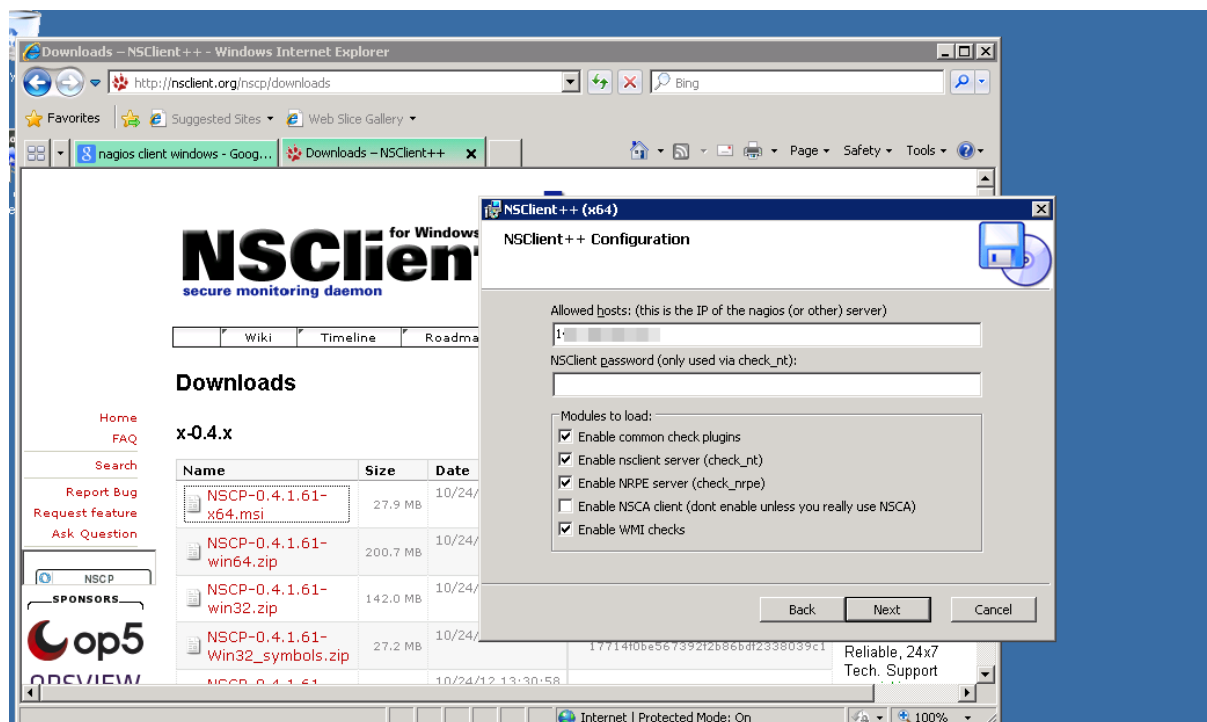 Downloads – NSClient++ - Windows Internet Explorer
http://nsclient.org/nscp/downloads
Bing
Favorites
Suggested Sites
Web Slice Gallery
nagios client windows - Goog...
Downloads – NSClient++
Page
Safety
Tools
for Windows
NSClient
secure monitoring daemon
Wiki
Timeline
Roadma
Downloads
x-0.4.x
Home
FAQ
Search
Report Bug
Request feature
Ask Question
NSCP
SPONSORS
op5
OPSVIEW
Name Size Date
NSCP-0.4.1.61-
x64.msi
27.9 MB
10/24/
NSCP-0.4.1.61-
win64.zip
200.7 MB
10/24/
NSCP-0.4.1.61-
win32.zip
142.0 MB
10/24/
NSCP-0.4.1.61-
Win32_symbols.zip
27.2 MB
10/24/
17714f0be567392f2b86bdf2338039c1
NSCP-0.4.1.61-
10/24/12 13:30:58
Reliable, 24x7
Tech. Support
NSClient++ (x64)
NSClient++ Configuration
Allowed hosts: (this is the IP of the nagios (or other) server)
NSClient password (only used via check_nt):
Modules to load:
Enable common check plugins
Enable nsclient server (check_nt)
Enable NRPE server (check_nrpe)
Enable NSCA client (dont enable unless you really use NSCA)
Enable WMI checks
Back
Next
Cancel
Internet | Protected Mode: On
100%